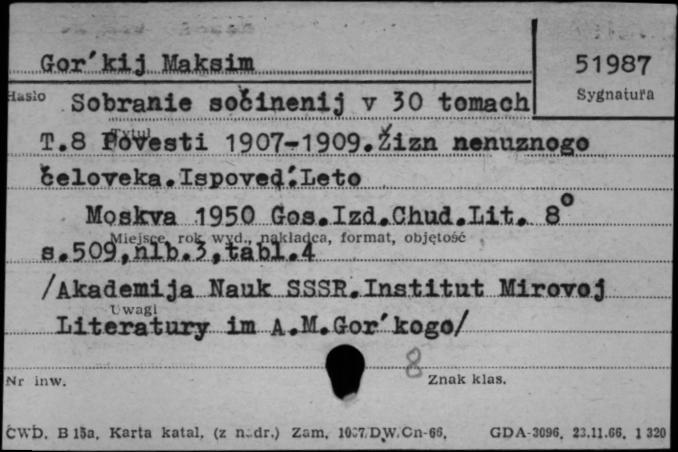 Gor'kij Maksim
51987
Hasło
Sygnatura
Sobranie sočinenij v 30 tomach
Tytuł
T.8 Povesti 1907-1909.Žizn nenuznogo
čeloveka.Ispoved'.Leto
Moskva 1950 Gos.Izd.Chud.Lit. 8°
Miejsce, rok wyd., nakładca, format, objętość
s.509,nlb.3,tabl.4
/Akademija Nauk SSSR.Institut Mirovoj
Uwagi
Literatury im A.M.Gor'kogo/
8
Nr inw.
Znak klas.
CWD. B 15a. Karta katal. (z nadr.) Zam. D.W.Cn-66. GDA-3096. 23.11.66. 1 320